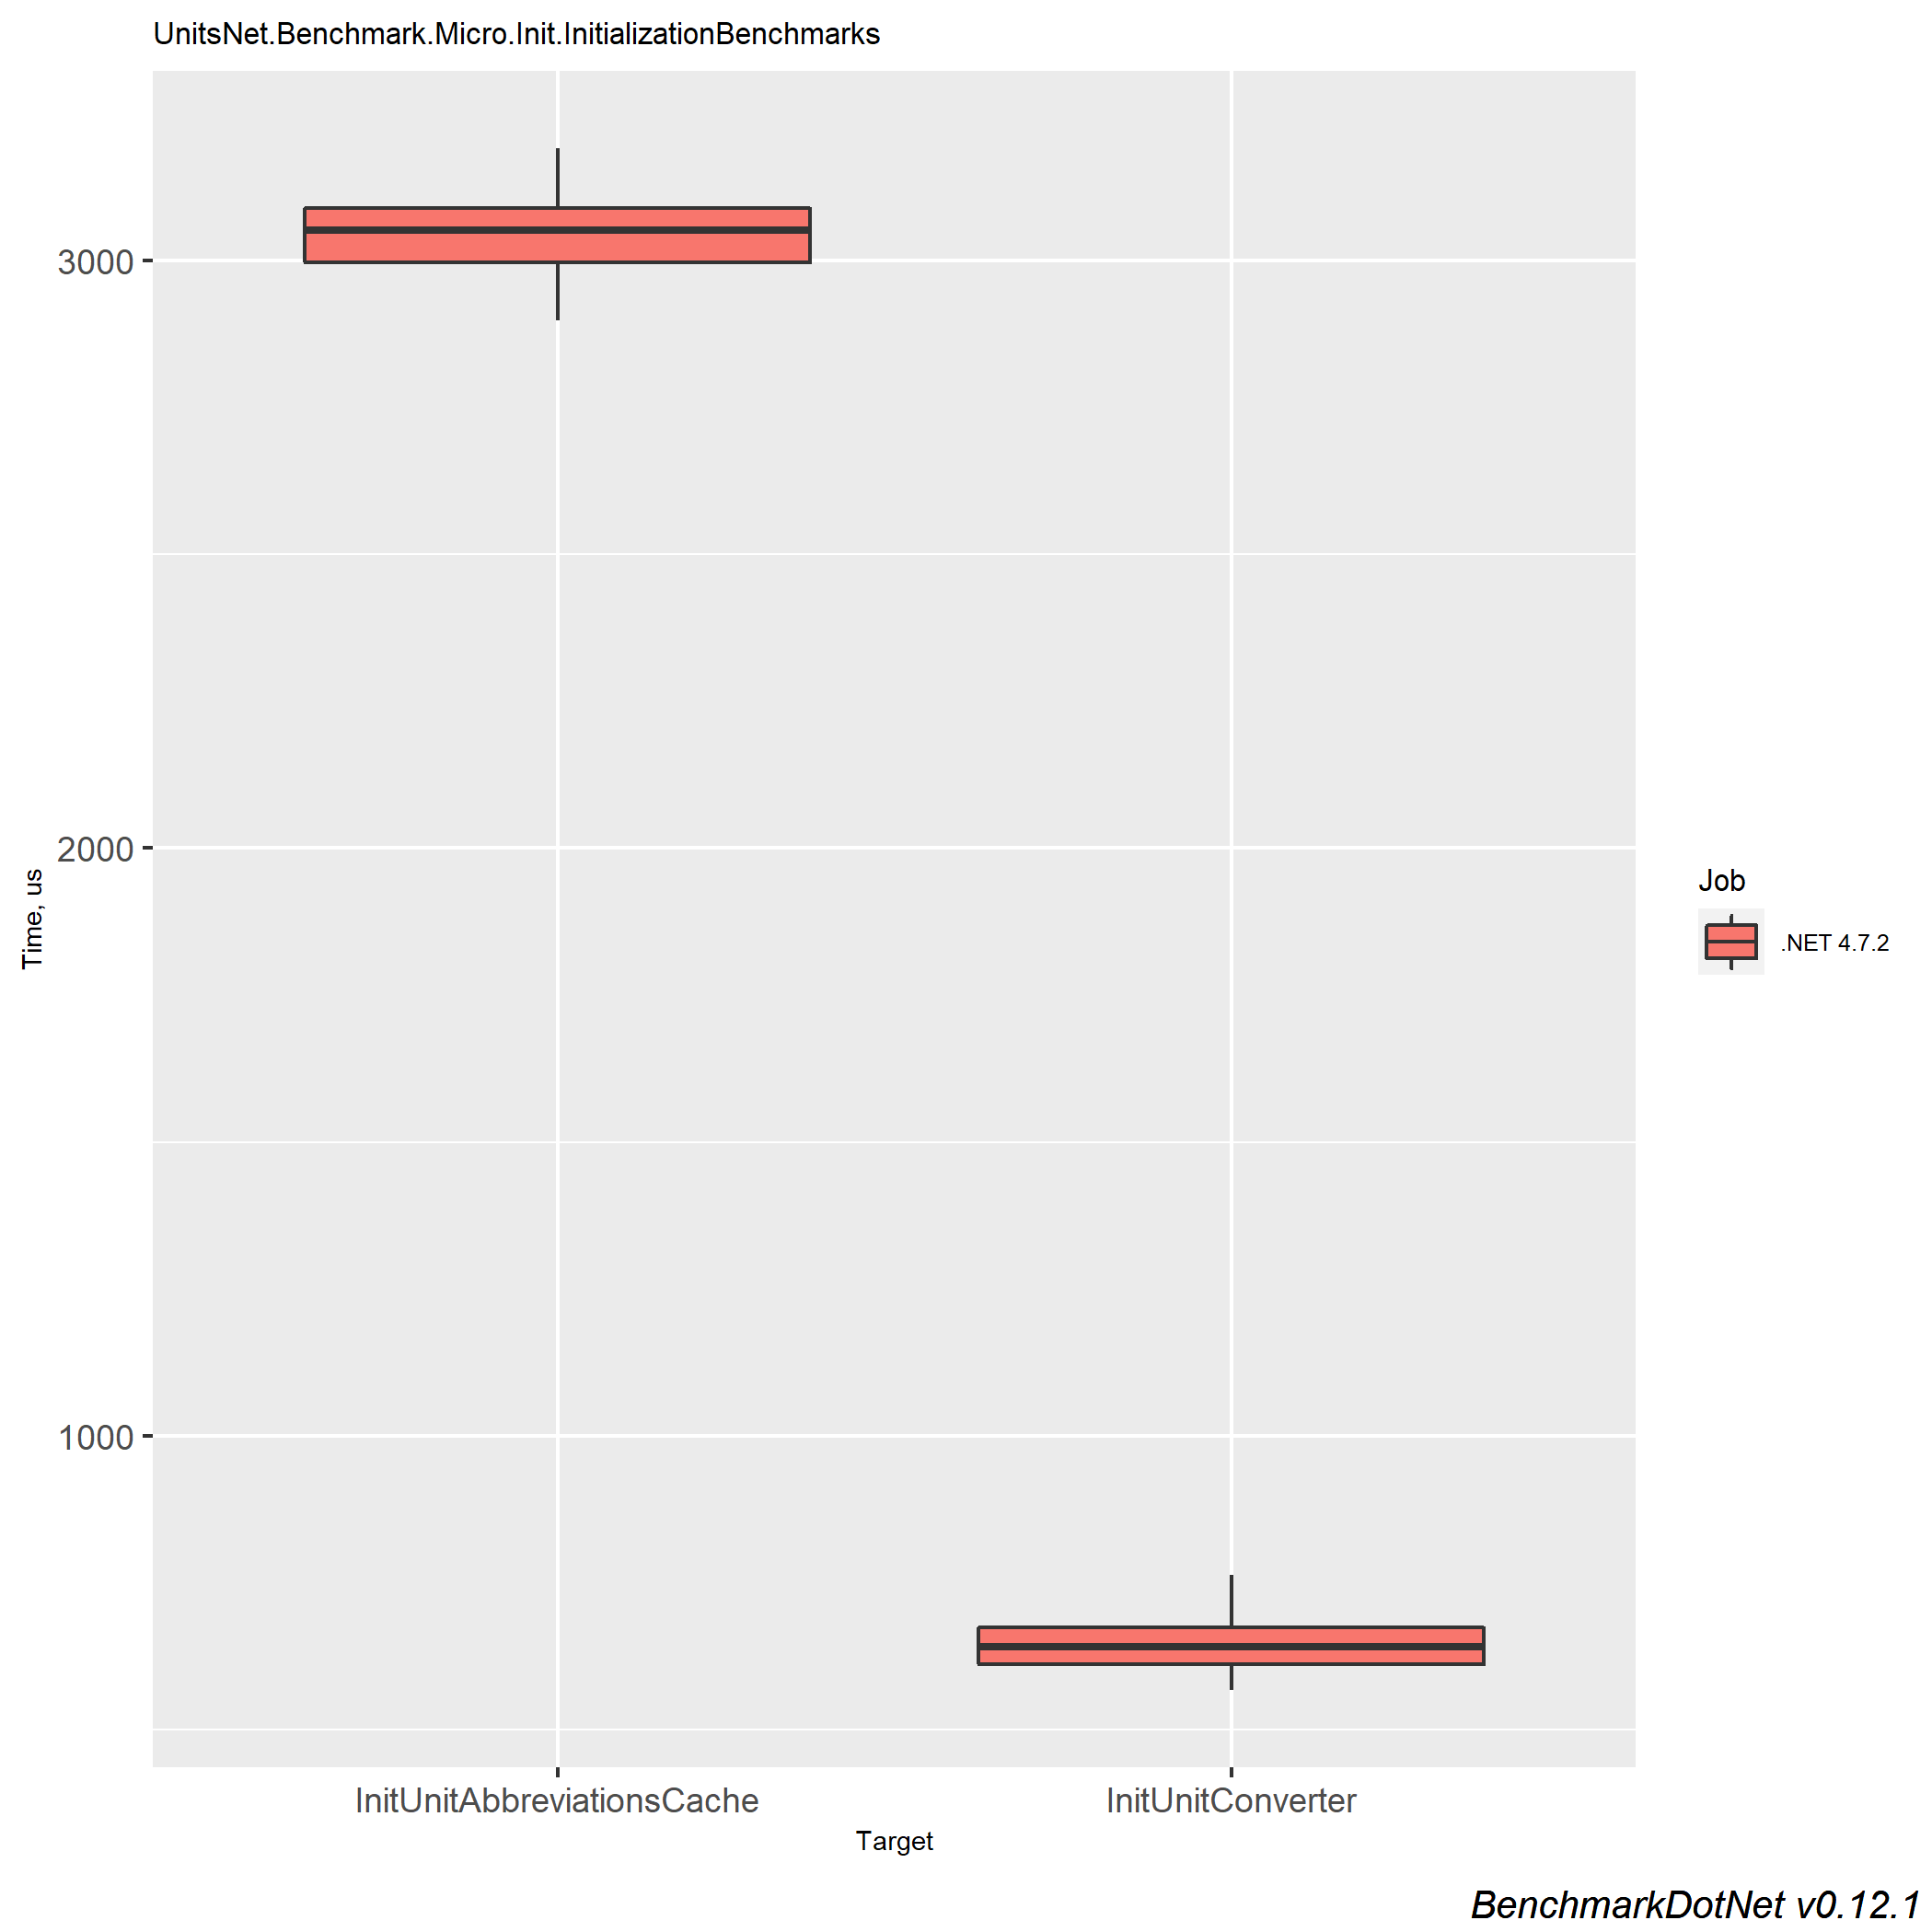 UnitsNet.Benchmark.Micro.Init.InitializationBenchmarks
3000
2000
1000
Time, us
InitUnitAbbreviationsCache
InitUnitConverter
Target
Job
.NET 4.7.2
BenchmarkDotNet v0.12.1